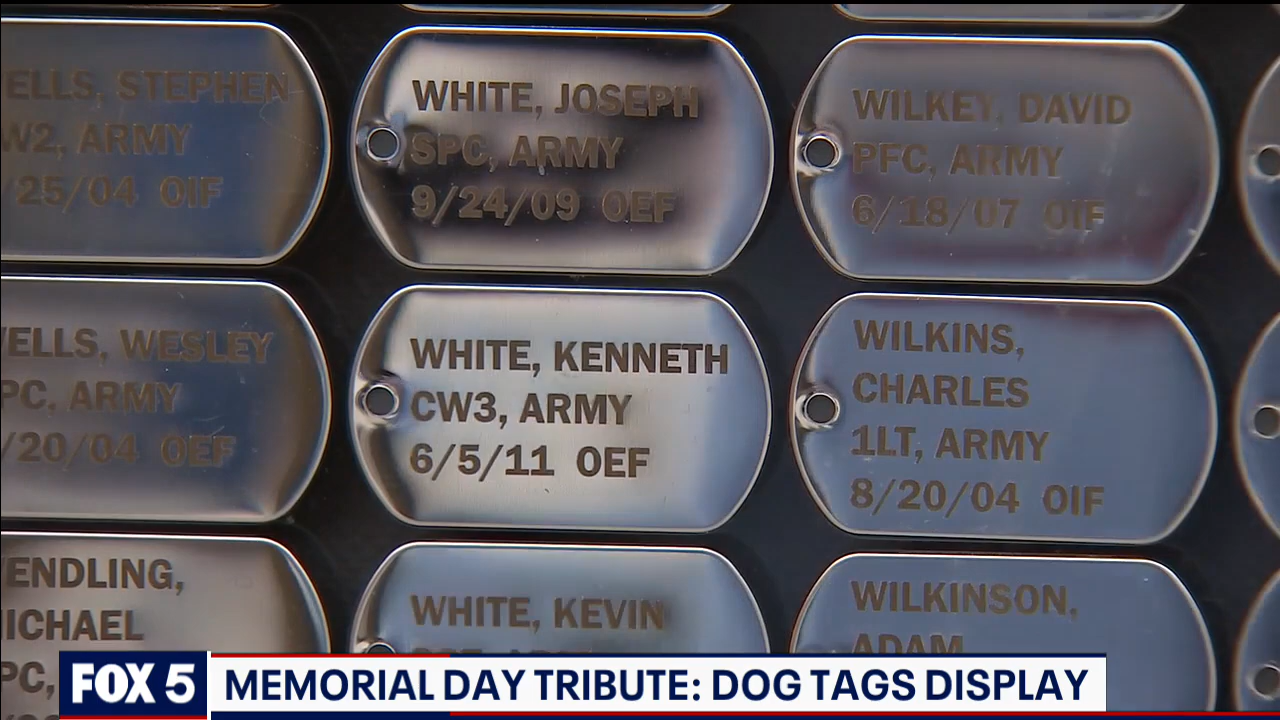 ELLS, STEPHEN
W2, ARMY
/25/04 OIF
WHITE, JOSEPH
SPC, ARMY
9/24/09 OEF
WILKEY, DAVID
PFC, ARMY
6/18/07 OIF
ELLS, WESLEY
PC, ARMY
/20/04 OEF
WHITE, KENNETH
CW3, ARMY
6/5/11 OEF
WILKINS,
CHARLES
1LT, ARMY
8/20/04 OIF
ENDLING,
ICHAEL
PC,
WHITE, KEVIN
WILKINSON,
ADAM
FOX 5
MEMORIAL DAY TRIBUTE: DOG TAGS DISPLAY